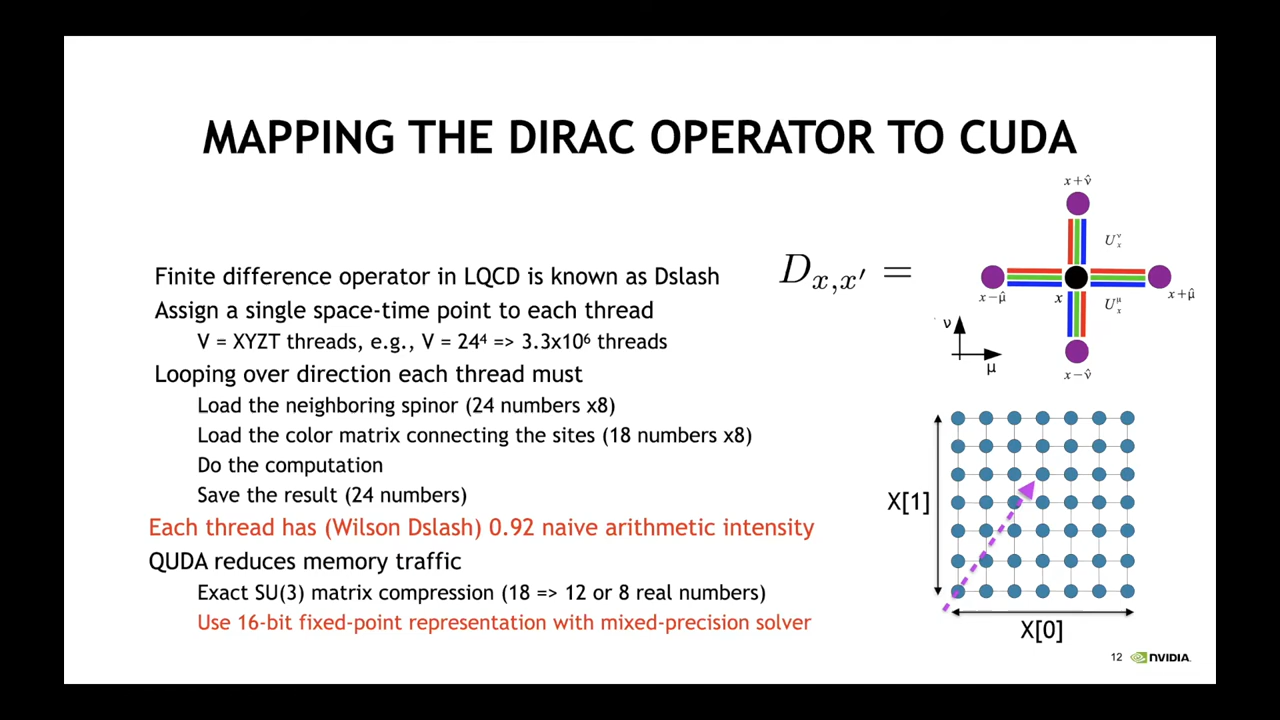 MAPPING THE DIRAC OPERATOR TO CUDA
Finite difference operator in LQCD is known as Dslash
Assign a single space-time point to each thread
V = XYZT threads, e.g., V = 24⁴ => 3.3x10⁶ threads
Looping over direction each thread must
Load the neighboring spinor (24 numbers x8)
Load the color matrix connecting the sites (18 numbers x8)
Do the computation
Save the result (24 numbers)
Each thread has (Wilson Dslash) 0.92 naive arithmetic intensity
QUDA reduces memory traffic
Exact SU(3) matrix compression (18 => 12 or 8 real numbers)
Use 16-bit fixed-point representation with mixed-precision solver
D_{x,x′} =
x+ν̂
U_x^ν
x−μ̂
x
U_x^μ
x+μ̂
ν
μ
x−ν̂
X[1]
X[0]
12 NVIDIA.